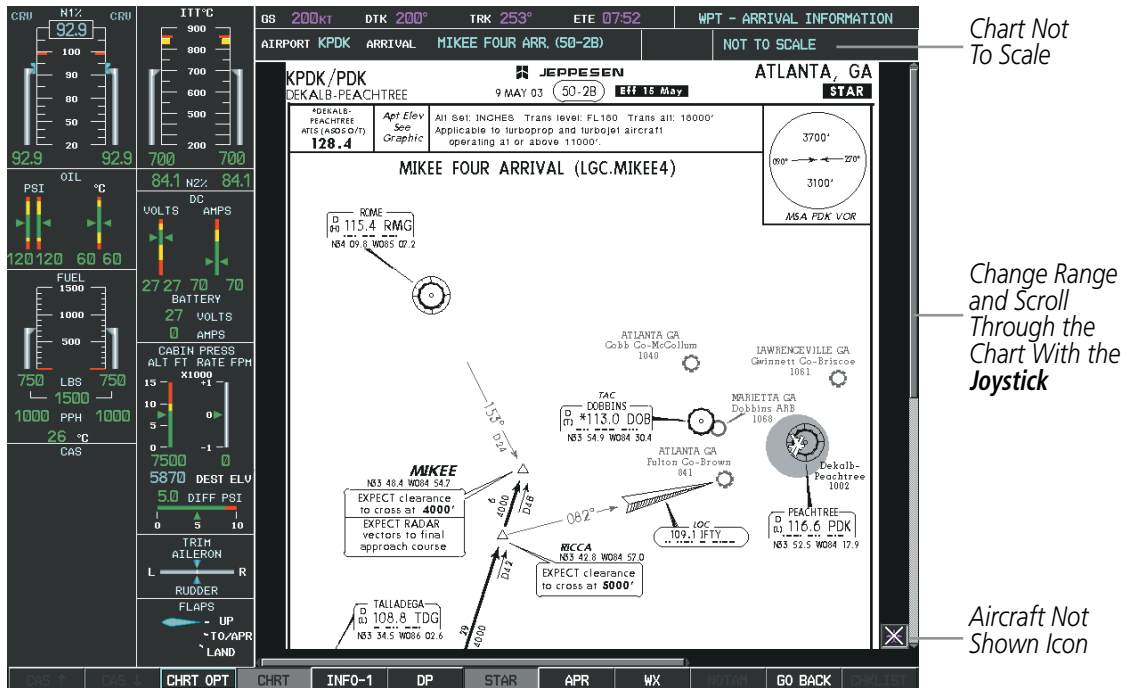 GS 200KT DTK 200° TRK 253° ETE 07:52 WPT - ARRIVAL INFORMATION
AIRPORT KPDK ARRIVAL MIKEE FOUR ARR. (50-2B) NOT TO SCALE
Chart Not
To Scale
Change Range
and Scroll
Through the
Chart With the
Joystick
Aircraft Not
Shown Icon
CRU N1% CRU
92.9
100
90
80
50
20
92.9 92.9
ITT°C
900
800
700
600
500
200
700 700
84.1 N2% 84.1
OIL
PSI °C
120 120 60 60
DC
VOLTS AMPS
27 27 70 70
BATTERY
27 VOLTS
0 AMPS
FUEL
1500
1000
500
750 LBS 750
1500
1000 PPH 1000
26 °C
CAS
CABIN PRESS
ALT FT RATE FPM
X1000
15 +1
10
5 0
0 -1
7500 0
5870 DEST ELV
5.0 DIFF PSI
0 5 10
TRIM
AILERON
L R
RUDDER
FLAPS
UP
TO/APR
LAND
KPDK/PDK JEPPESEN ATLANTA, GA
DEKALB-PEACHTREE 9 MAY 03 50-2B Eff 15 May STAR
*DEKALB-
PEACHTREE
ATIS (ASOS O/T)
128.4
Apt Elev
See
Graphic
Alt Set: INCHES Trans level: FL180 Trans alt: 18000'
Applicable to turboprop and turbojet aircraft
operating at or above 11000'.
3700'
090° 270°
3100'
MSA PDK VOR
MIKEE FOUR ARRIVAL (LGC.MIKEE4)
ROME
D
(H) 115.4 RMG
N34 09.8 W085 07.2
ATLANTA GA
Cobb Co-McCollum
1040
LAWRENCEVILLE GA
Gwinnett Co-Briscoe
1061
TAC
DOBBINS
*113.0 DOB
N33 54.9 W084 30.4
MARIETTA GA
Dobbins ARB
1068
153°
D24
ATLANTA GA
Fulton Co-Brown
841
Dekalb-
Peachtree
1002
PEACHTREE
D
(L) 116.6 PDK
N33 52.5 W084 17.9
MIKEE
N33 48.4 W084 54.7
EXPECT clearance
to cross at 4000'
EXPECT RADAR
vectors to final
approach course
6
4000
D48
082°
LOC
109.1 IFTY
RICCA
N33 42.8 W084 57.0
EXPECT clearance
to cross at 5000'
D42
TALLADEGA
D
(L) 108.8 TDG
N33 34.5 W086 02.6
29
4000
CAS ↑ CAS ↓ CHRT OPT CHRT INFO-1 DP STAR APR WX NOTAM GO BACK CHKLIST